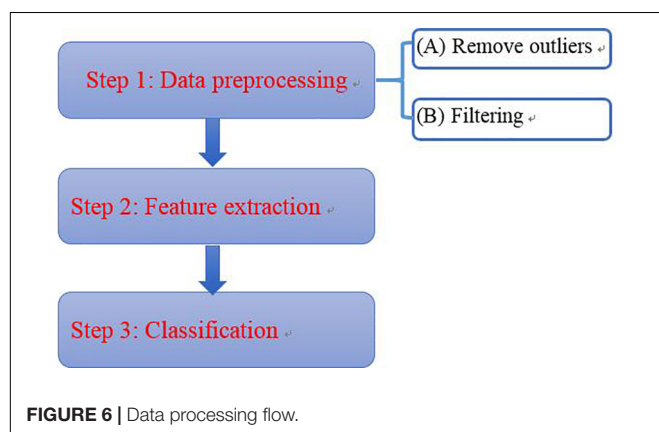 Step 1: Data preprocessing
(A) Remove outliers
(B) Filtering
Step 2: Feature extraction
Step 3: Classification
FIGURE 6 | Data processing flow.